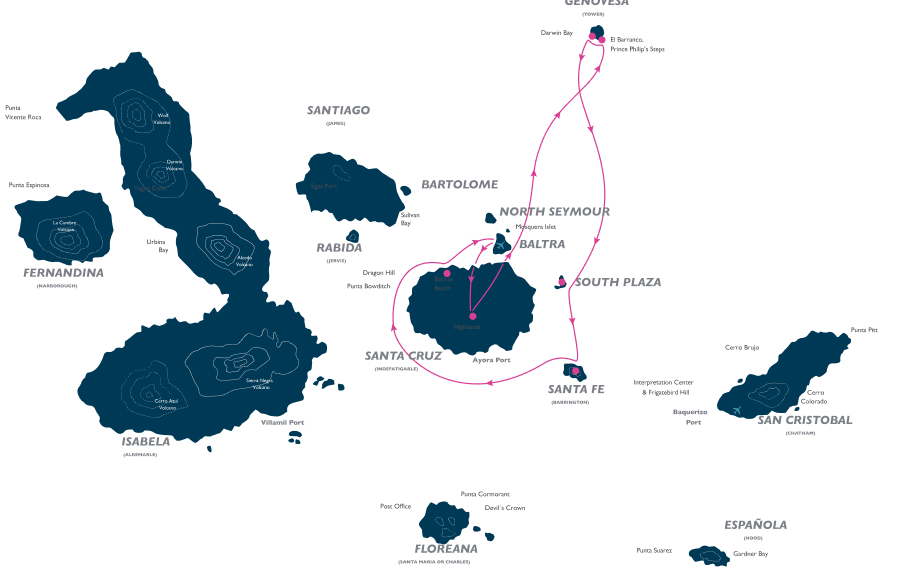 GENOVESA
(TOWER)
Darwin Bay
El Barranco,
Prince Philip's Steps
Punta
Vicente Roca
Wolf
Volcano
Darwin
Volcano
Tagus Cove
SANTIAGO
(JAMES)
Egas Port
BARTOLOME
Sulivan
Bay
RABIDA
(JERVIS)
Punta Espinosa
La Cumbre
Volcano
FERNANDINA
(NARBOROUGH)
Urbina
Bay
Alcedo
Volcano
NORTH SEYMOUR
Mosquera Islet
BALTRA
Dragon Hill
Punta Bowditch
Beach
Highlands
SANTA CRUZ
(INDEFATIGABLE)
Ayora Port
SOUTH PLAZA
SANTA FE
(BARRINGTON)
Sierra Negra
Volcano
Cerro Azul
Volcano
Villamil Port
ISABELA
(ALBEMARLE)
Punta Pitt
Cerro Brujo
Interpretation Center
& Frigatebird Hill
Cerro
Colorado
Baquerizo
Port
SAN CRISTOBAL
(CHATHAM)
Punta Cormorant
Post Office
Devil´s Crown
FLOREANA
(SANTA MARIA OR CHARLES)
ESPAÑOLA
(HOOD)
Punta Suarez
Gardner Bay